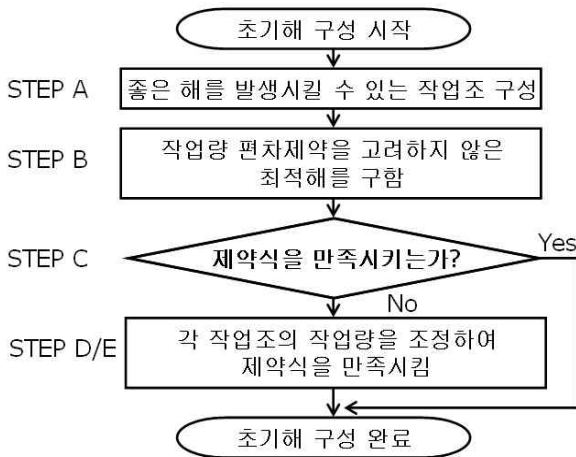 초기해 구성 시작
STEP A
좋은 해를 발생시킬 수 있는 작업조 구성
STEP B
작업량 편차제약을 고려하지 않은
최적해를 구함
STEP C
제약식을 만족시키는가?
Yes
No
STEP D/E
각 작업조의 작업량을 조정하여
제약식을 만족시킴
초기해 구성 완료